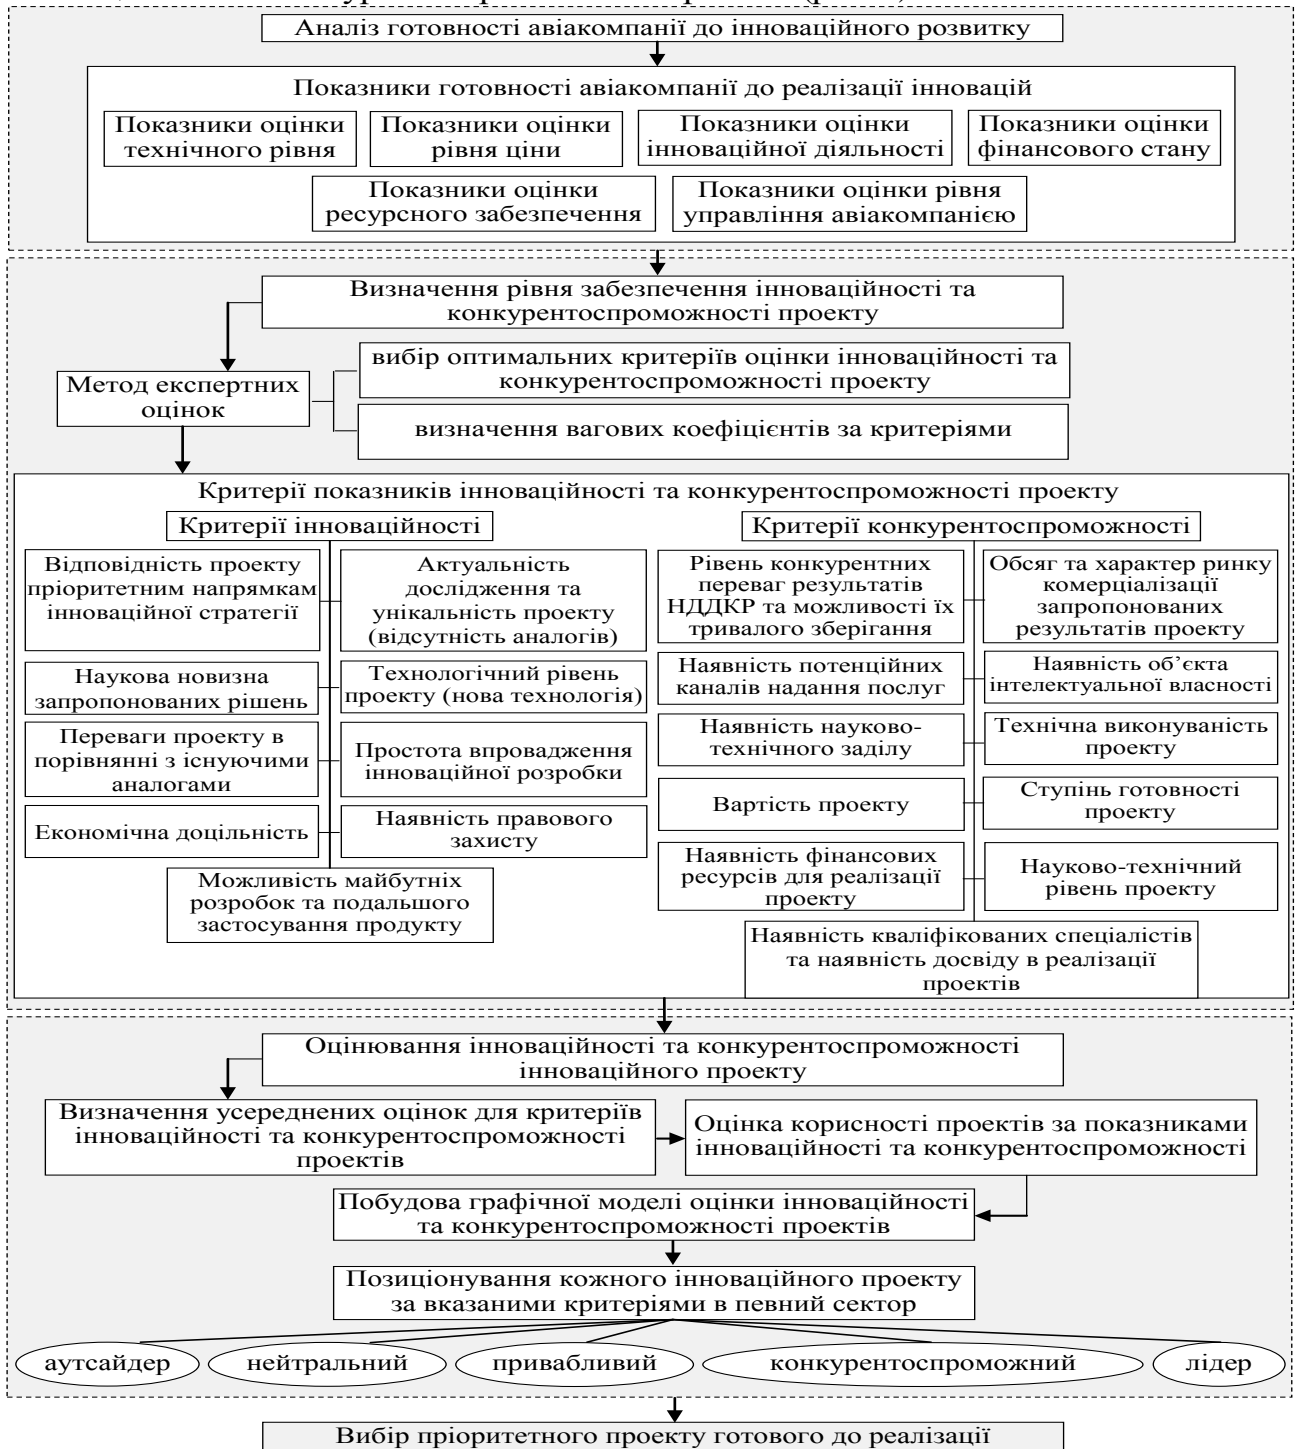 Аналіз готовності авіакомпанії до інноваційного розвитку
Показники готовності авіакомпанії до реалізації інновацій
Показники оцінки
технічного рівня
Показники оцінки
рівня ціни
Показники оцінки
інноваційної діяльності
Показники оцінки
фінансового стану
Показники оцінки
ресурсного забезпечення
Показники оцінки рівня
управління авіакомпанією
Визначення рівня забезпечення інноваційності та
конкурентоспроможності проекту
Метод експертних
оцінок
вибір оптимальних критеріїв оцінки інноваційності та
конкурентоспроможності проекту
визначення вагових коефіцієнтів за критеріями
Критерії показників інноваційності та конкурентоспроможності проекту
Критерії інноваційності
Відповідність проекту
пріоритетним напрямкам
інноваційної стратегії
Актуальність
дослідження та
унікальність проекту
(відсутність аналогів)
Наукова новизна
запропонованих рішень
Технологічний рівень
проекту (нова технологія)
Переваги проекту в
порівнянні з існуючими
аналогами
Простота впровадження
інноваційної розробки
Економічна доцільність
Наявність правового
захисту
Можливість майбутніх
розробок та подальшого
застосування продукту
Критерії конкурентоспроможності
Рівень конкурентних
переваг результатів
НДДКР та можливості їх
тривалого зберігання
Обсяг та характер ринку
комерціалізації
запропонованих
результатів проекту
Наявність потенційних
каналів надання послуг
Наявність об’єкта
інтелектуальної власності
Наявність науково-
технічного заділу
Технічна виконуваність
проекту
Вартість проекту
Ступінь готовності
проекту
Наявність фінансових
ресурсів для реалізації
проекту
Науково-технічний
рівень проекту
Наявність кваліфікованих спеціалістів
та наявність досвіду в реалізації
проектів
Оцінювання інноваційності та конкурентоспроможності
інноваційного проекту
Визначення усереднених оцінок для критеріїв
інноваційності та конкурентоспроможності
проектів
Оцінка корисності проектів за показниками
інноваційності та конкурентоспроможності
Побудова графічної моделі оцінки інноваційності
та конкурентоспроможності проектів
Позиціонування кожного інноваційного проекту
за вказаними критеріями в певний сектор
аутсайдер
нейтральний
привабливий
конкурентоспроможний
лідер
Вибір пріоритетного проекту готового до реалізації